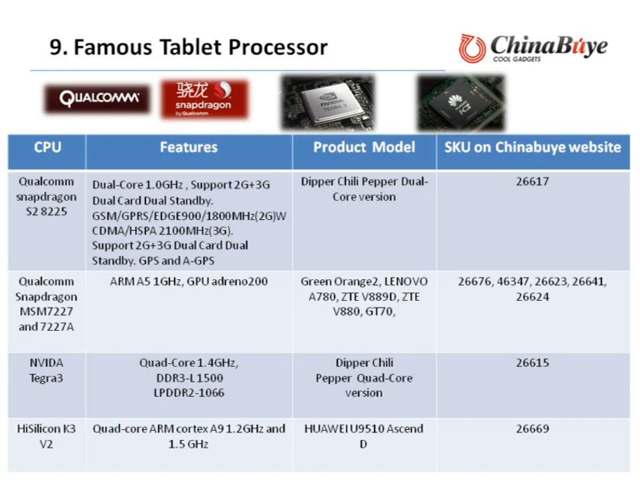 9. Famous Tablet Processor
ChinaBuye
COOL GADGETS
QUALCOMM
骁龙
snapdragon
by Qualcomm
NVIDIA
CPU
Features
Product Model
SKU on Chinabuye website
Qualcomm
snapdragon
S2 8225
Dual-Core 1.0GHz , Support 2G+3G
Dual Card Dual Standby.
GSM/GPRS/EDGE900/1800MHz(2G)W
CDMA/HSPA 2100MHz(3G).
Support 2G+3G Dual Card Dual
Standby. GPS and A-GPS
Dipper Chili Pepper Dual-
Core version
26617
Qualcomm
Snapdragon
MSM7227
and 7227A
ARM A5 1GHz, GPU adreno200
Green Orange2, LENOVO
A780, ZTE V889D, ZTE
V880, GT70,
26676, 46347, 26623, 26641,
26624
NVIDIA
Tegra3
Quad-Core 1.4GHz,
DDR3-L1500
LPDDR2-1066
Dipper Chili
Pepper Quad-Core
version
26615
HiSilicon K3
V2
Quad-core ARM cortex A9 1.2GHz and
1.5 GHz
HUAWEI U9510 Ascend
D
26669